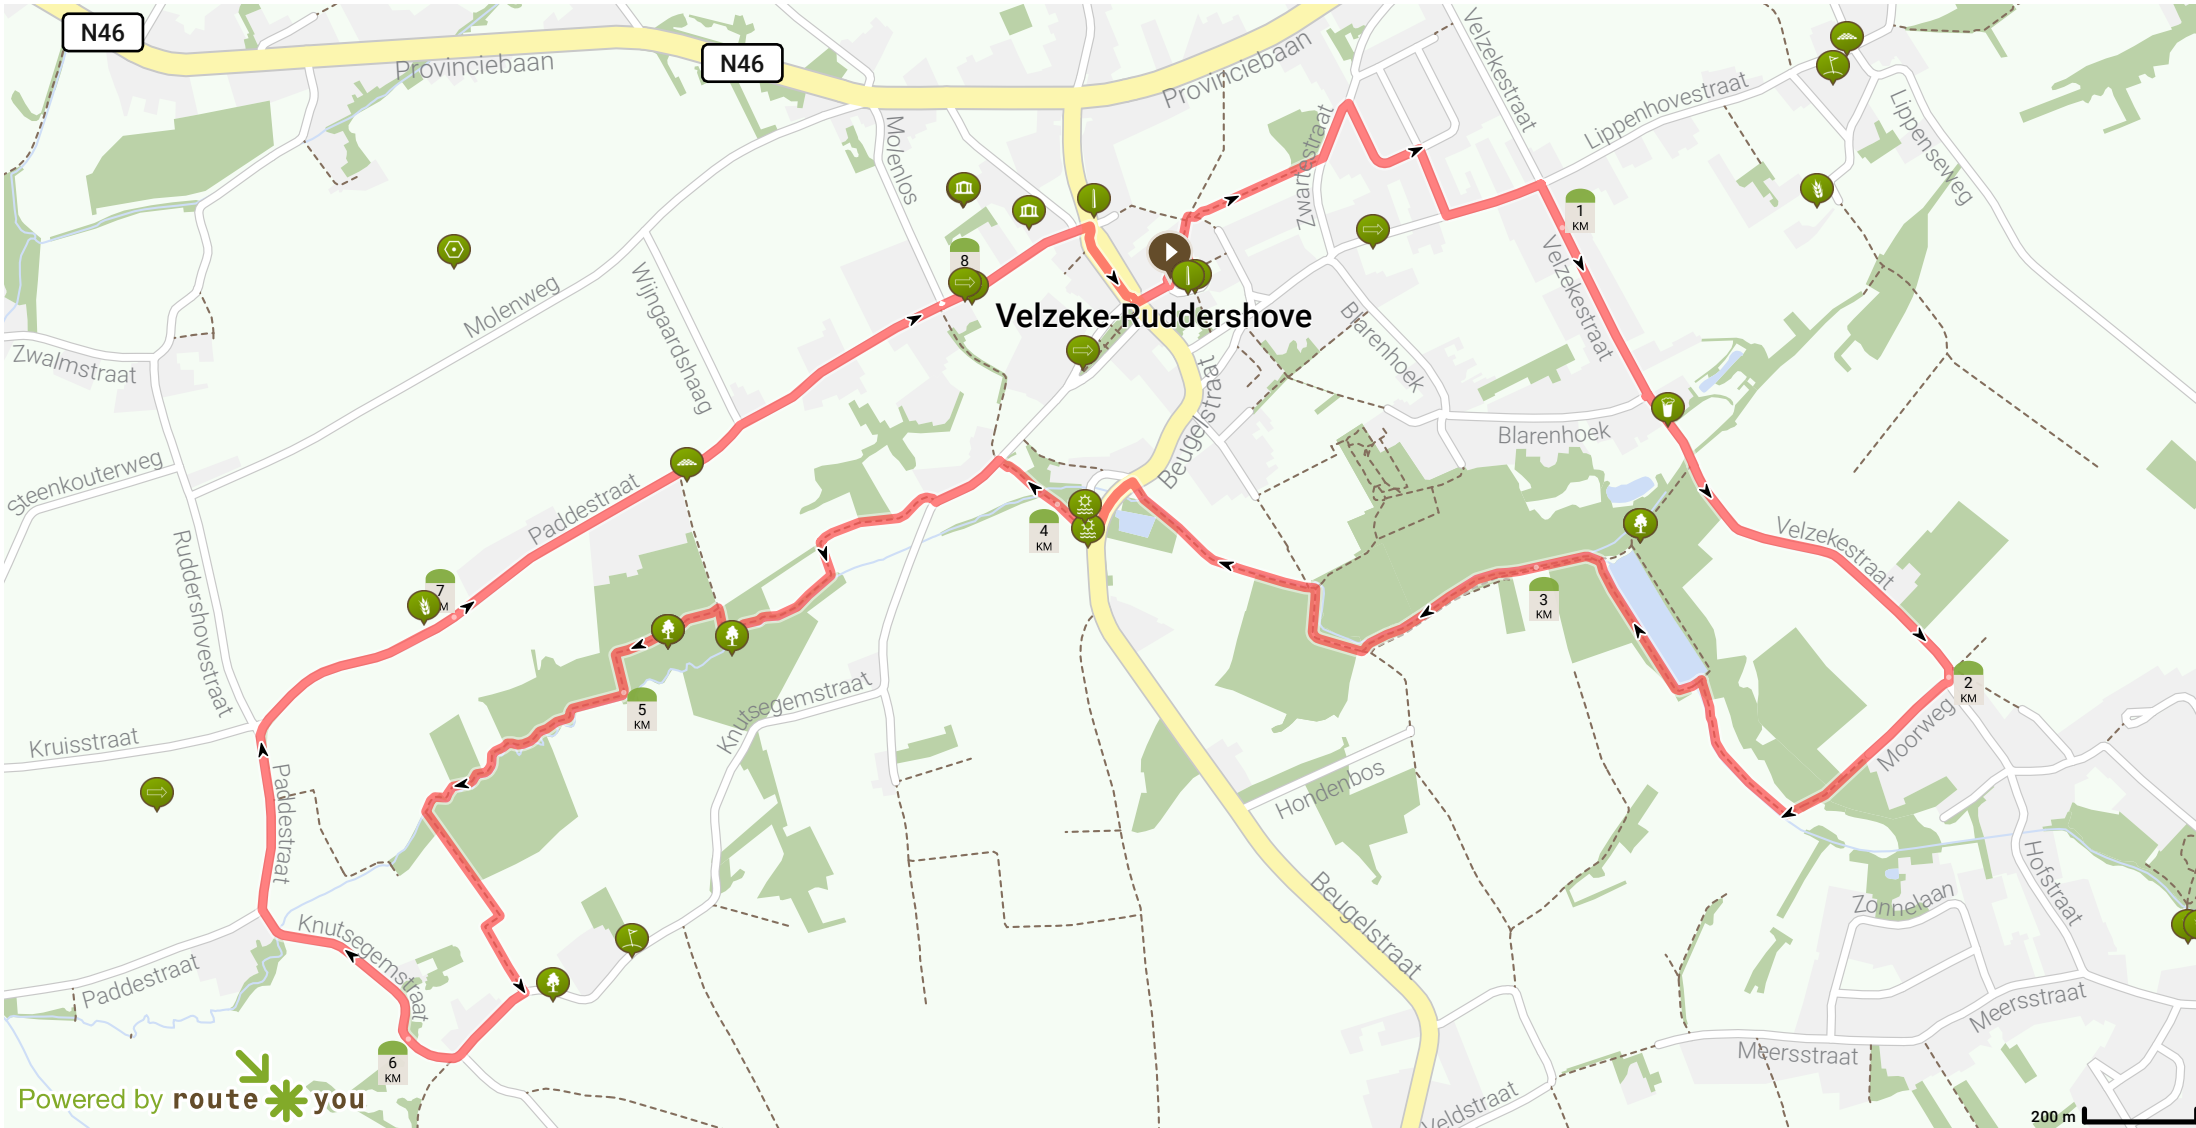 N46
N46
Provinciebaan
Provinciebaan
Velzekestraat
Lippenhovestraat
Lippenseweg
Molenlos
Zwartestraat
1
KM
Velzekestraat
8
Molenweg
Wijngaardshaag
Velzeke-Ruddershove
Blarenhoek
Zwalmstraat
Beugelstraat
Blarenhoek
Steenkouterweg
Paddestraat
4
KM
Velzekestraat
Ruddershovestraat
7
M
3
KM
2
KM
5
KM
Knutsegemstraat
Moorweg
Kruisstraat
Hondenbos
Paddestraat
Hofstraat
Beugelstraat
Zonnelaan
Knutsegemstraat
Paddestraat
Meersstraat
Meersstraat
6
KM
Veldstraat
Powered by route you
200 m